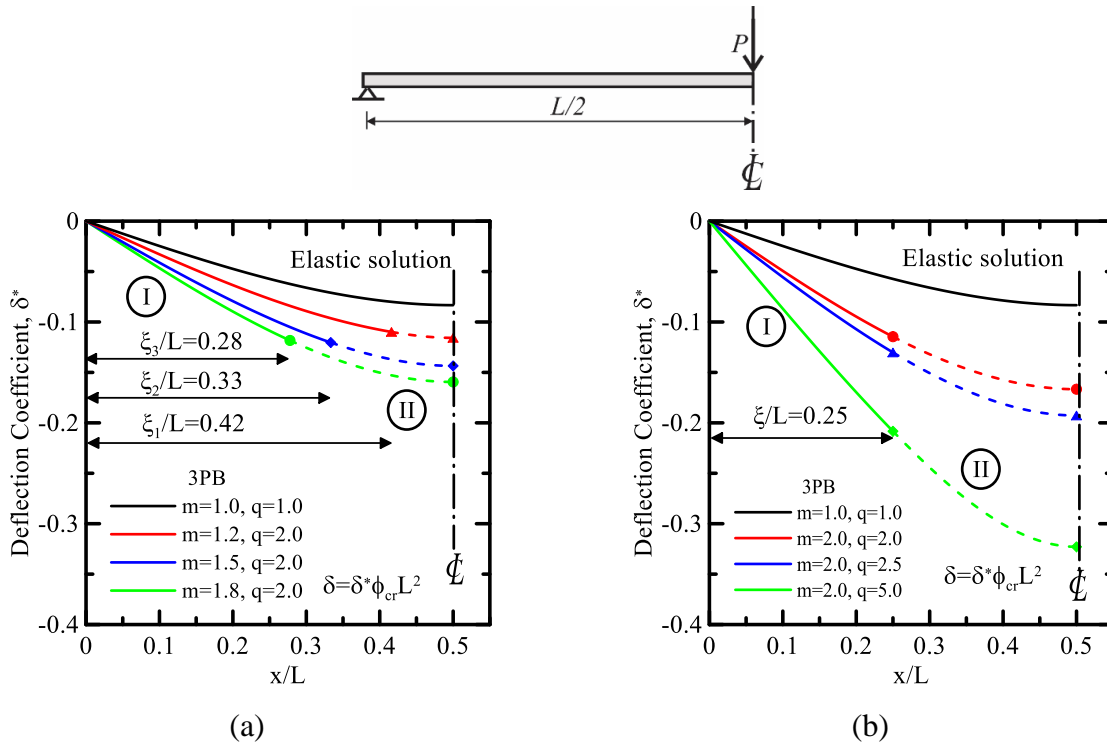 P
L/2
℄
0
-0.1
-0.2
-0.3
-0.4
Deflection Coefficient, δ*
Elastic solution
I
ξ₃/L=0.28
ξ₂/L=0.33
II
ξ₁/L=0.42
3PB
m=1.0, q=1.0
m=1.2, q=2.0
m=1.5, q=2.0
m=1.8, q=2.0
δ=δ*ϕcrL²
℄
0 0.1 0.2 0.3 0.4 0.5
x/L
(a)
0
-0.1
-0.2
-0.3
-0.4
Deflection Coefficient, δ*
Elastic solution
I
ξ/L=0.25
II
3PB
m=1.0, q=1.0
m=2.0, q=2.0
m=2.0, q=2.5
m=2.0, q=5.0
δ=δ*ϕcrL²
℄
0 0.1 0.2 0.3 0.4 0.5
x/L
(b)